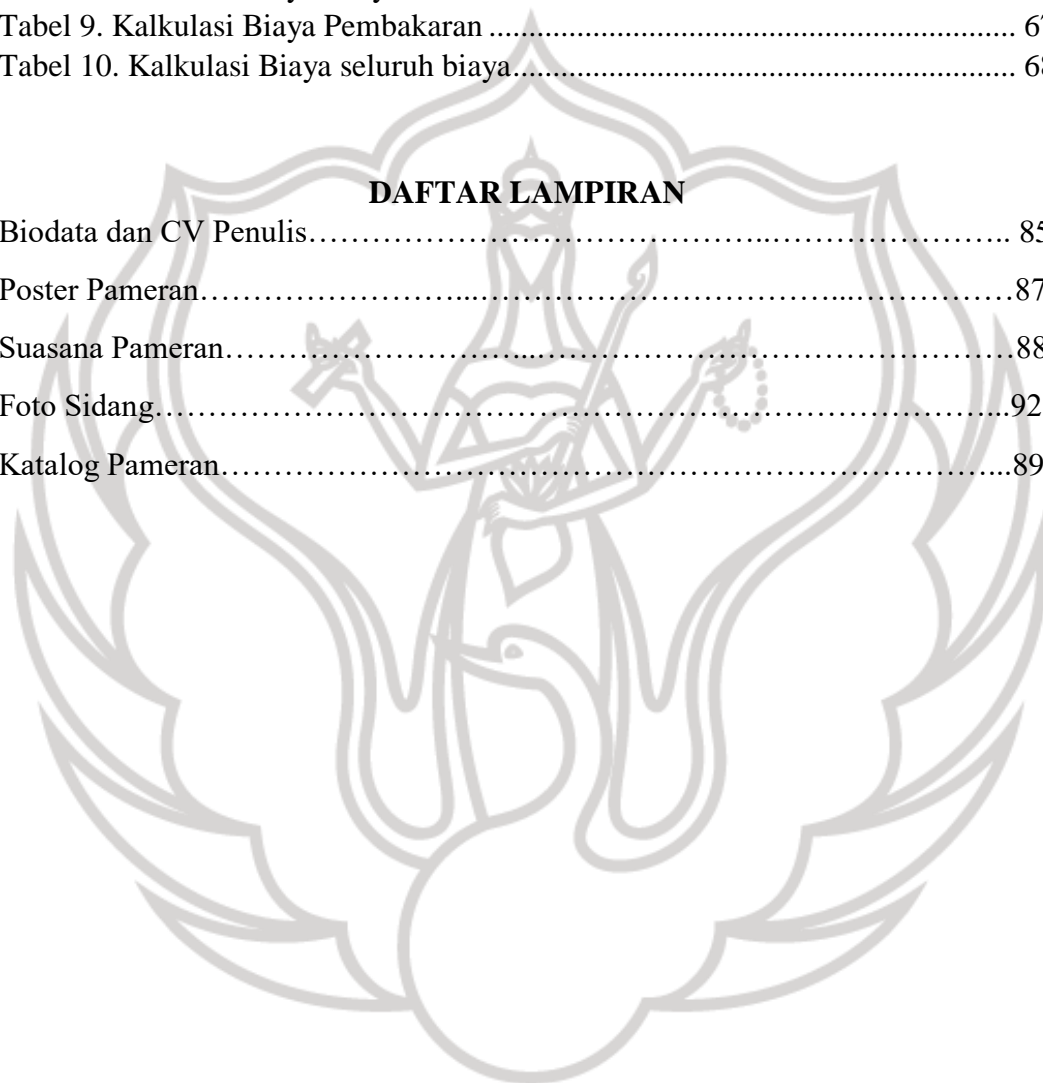 Tabel 9. Kalkulasi Biaya Pembakaran ................................................................. 67
Tabel 10. Kalkulasi Biaya seluruh biaya.............................................................. 68
DAFTAR LAMPIRAN
Biodata dan CV Penulis…………………………………..……………….. 85
Poster Pameran……………………...………………………………...………………87
Suasana Pameran……………………………...……………………………………………88
Foto Sidang…………………………………………………………………………...92
Katalog Pameran…………………………………………………………………...89